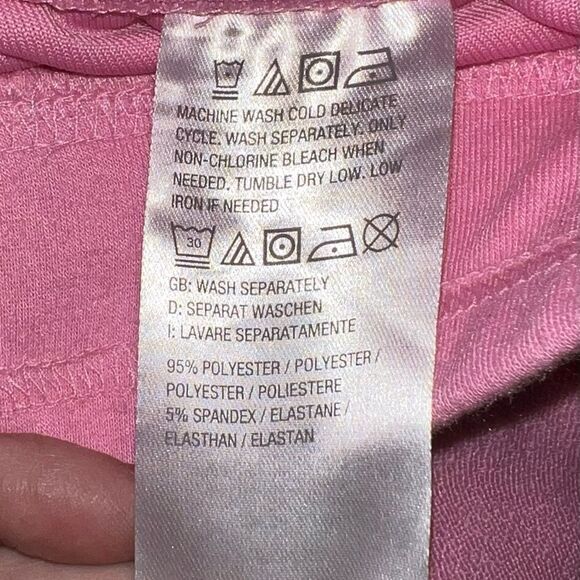 MACHINE WASH COLD DELICATE
CYCLE. WASH SEPARATELY. ONLY
NON-CHLORINE BLEACH WHEN
NEEDED. TUMBLE DRY LOW. LOW
IRON IF NEEDED
30
GB: WASH SEPARATELY
D: SEPARAT WASCHEN
I: LAVARE SEPARATAMENTE
95% POLYESTER / POLYESTER /
POLYESTER / POLIESTERE
5% SPANDEX / ELASTANE /
ELASTHAN / ELASTAN